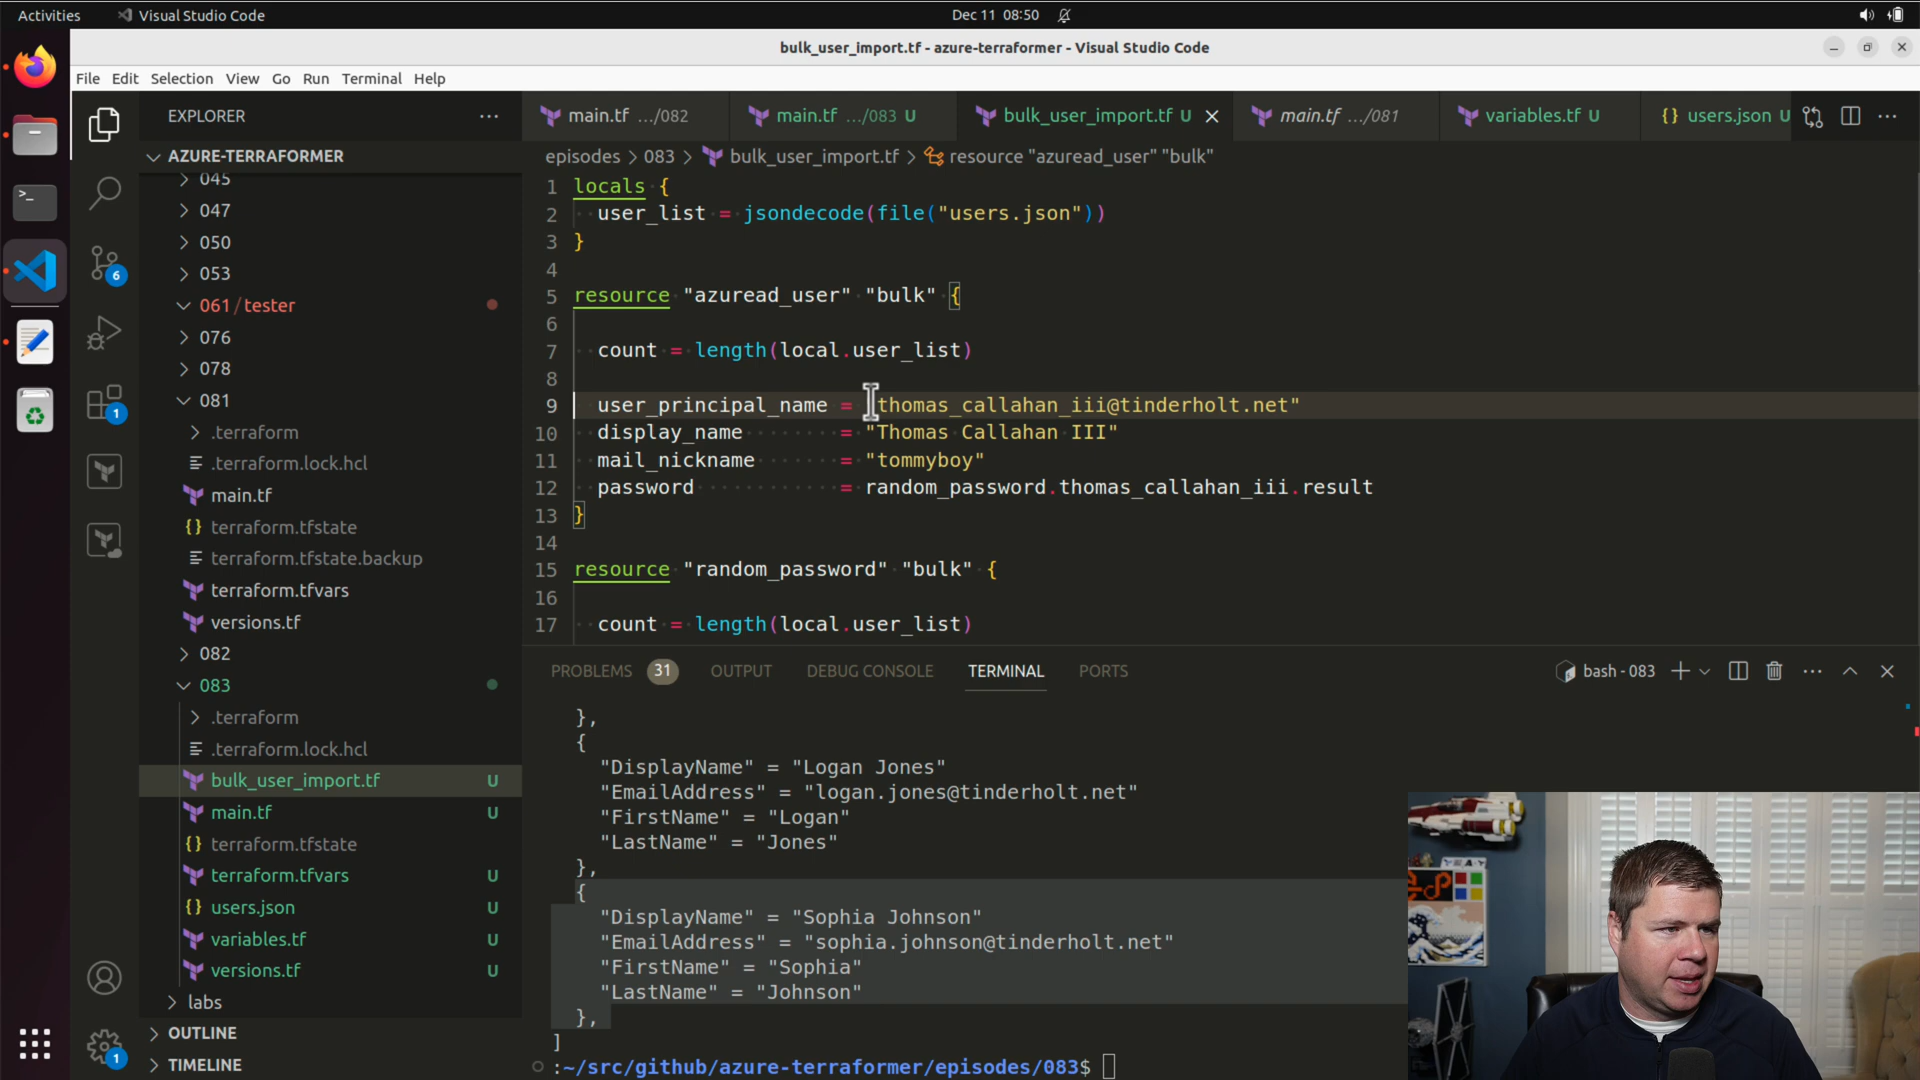 Activities
Visual Studio Code
Dec 11 08:50
bulk_user_import.tf - azure-terraformer - Visual Studio Code
File Edit Selection View Go Run Terminal Help
EXPLORER
main.tf .../082
main.tf .../083 U
bulk_user_import.tf U
main.tf .../081
variables.tf U
{} users.json U
AZURE-TERRAFORMER
episodes > 083 > bulk_user_import.tf > resource "azuread_user" "bulk"
045
047
050
053
061/tester
076
078
081
.terraform
.terraform.lock.hcl
main.tf
{} terraform.tfstate
terraform.tfstate.backup
terraform.tfvars
versions.tf
082
083
.terraform
.terraform.lock.hcl
bulk_user_import.tf U
main.tf U
{} terraform.tfstate
terraform.tfvars U
{} users.json U
variables.tf U
versions.tf U
labs
OUTLINE
TIMELINE
6
1
1
1 locals {
2 user_list = jsondecode(file("users.json"))
3 }
4
5 resource "azuread_user" "bulk" {
6
7 count = length(local.user_list)
8
9 user_principal_name = "thomas_callahan_iii@tinderholt.net"
10 display_name = "Thomas Callahan III"
11 mail_nickname = "tommyboy"
12 password = random_password.thomas_callahan_iii.result
13 }
14
15 resource "random_password" "bulk" {
16
17 count = length(local.user_list)
PROBLEMS 31 OUTPUT DEBUG CONSOLE TERMINAL PORTS
bash - 083
},
{
"DisplayName" = "Logan Jones"
"EmailAddress" = "logan.jones@tinderholt.net"
"FirstName" = "Logan"
"LastName" = "Jones"
},
{
"DisplayName" = "Sophia Johnson"
"EmailAddress" = "sophia.johnson@tinderholt.net"
"FirstName" = "Sophia"
"LastName" = "Johnson"
},
]
:~/src/github/azure-terraformer/episodes/083$